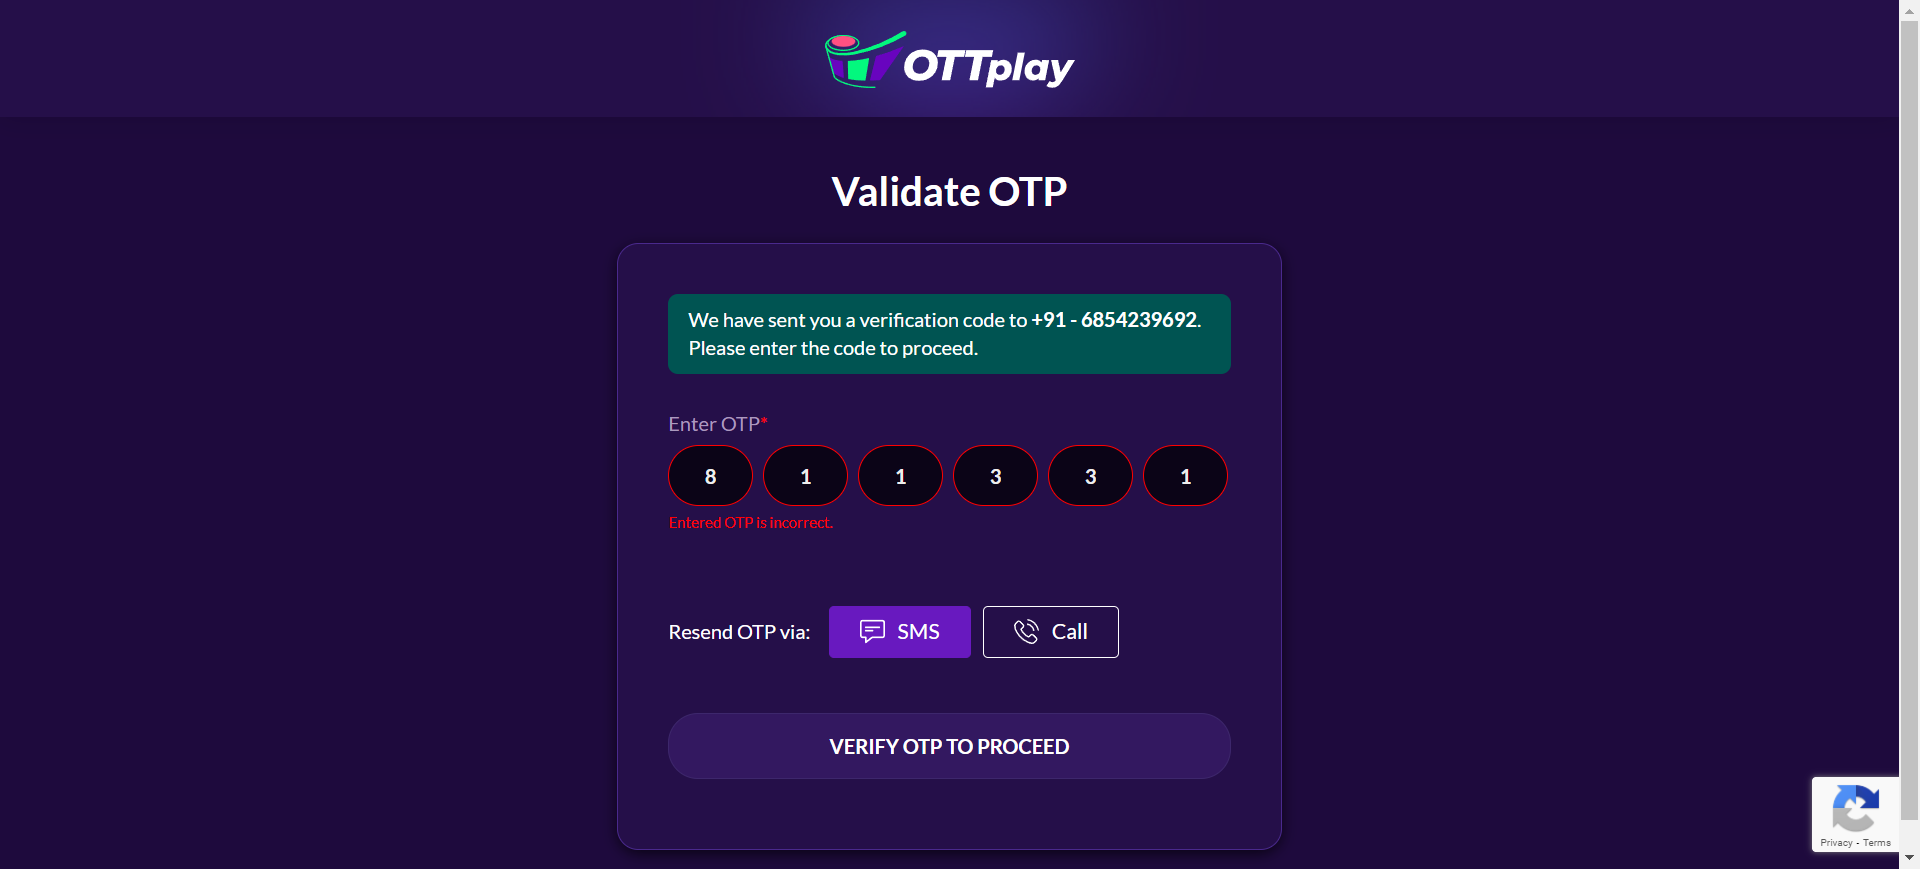 OTTplay
Validate OTP
We have sent you a verification code to +91 - 6854239692.
Please enter the code to proceed.
Enter OTP*
8 1 1 3 3 1
Entered OTP is incorrect.
Resend OTP via: SMS Call
VERIFY OTP TO PROCEED
Privacy - Terms